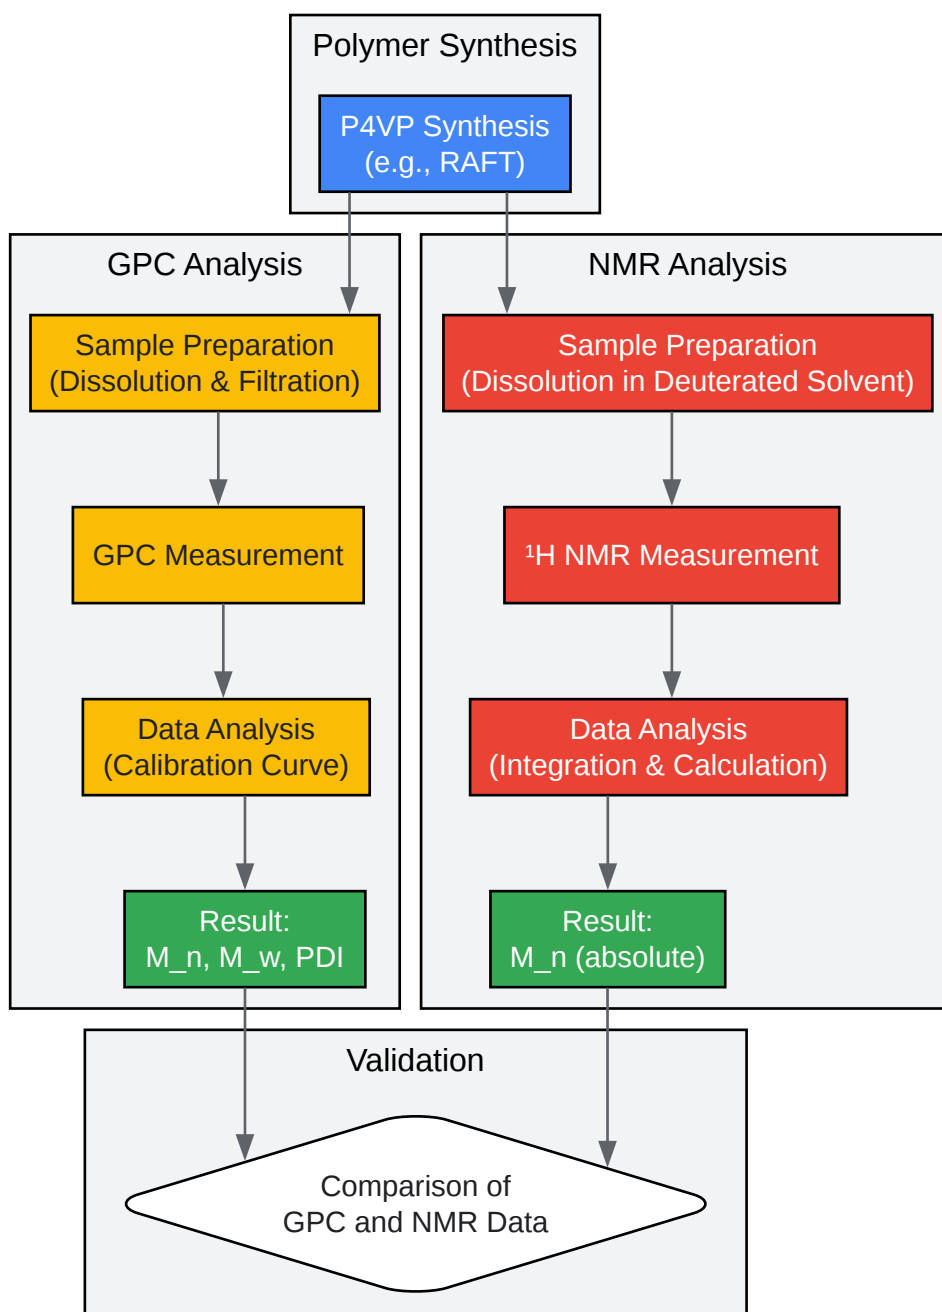 Polymer Synthesis
P4VP Synthesis
(e.g., RAFT)
GPC Analysis
Sample Preparation
(Dissolution & Filtration)
GPC Measurement
Data Analysis
(Calibration Curve)
Result:
M_n, M_w, PDI
NMR Analysis
Sample Preparation
(Dissolution in Deuterated Solvent)
¹H NMR Measurement
Data Analysis
(Integration & Calculation)
Result:
M_n (absolute)
Validation
Comparison of
GPC and NMR Data